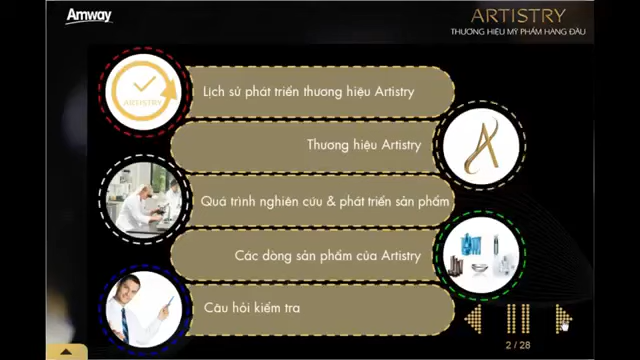 Amway
ARTISTRY
THƯƠNG HIỆU MỸ PHẨM HÀNG ĐẦU
ARTISTRY
Lịch sử phát triển thương hiệu Artistry
Thương hiệu Artistry
Quá trình nghiên cứu & phát triển sản phẩm
Các dòng sản phẩm của Artistry
Câu hỏi kiểm tra
2 / 28